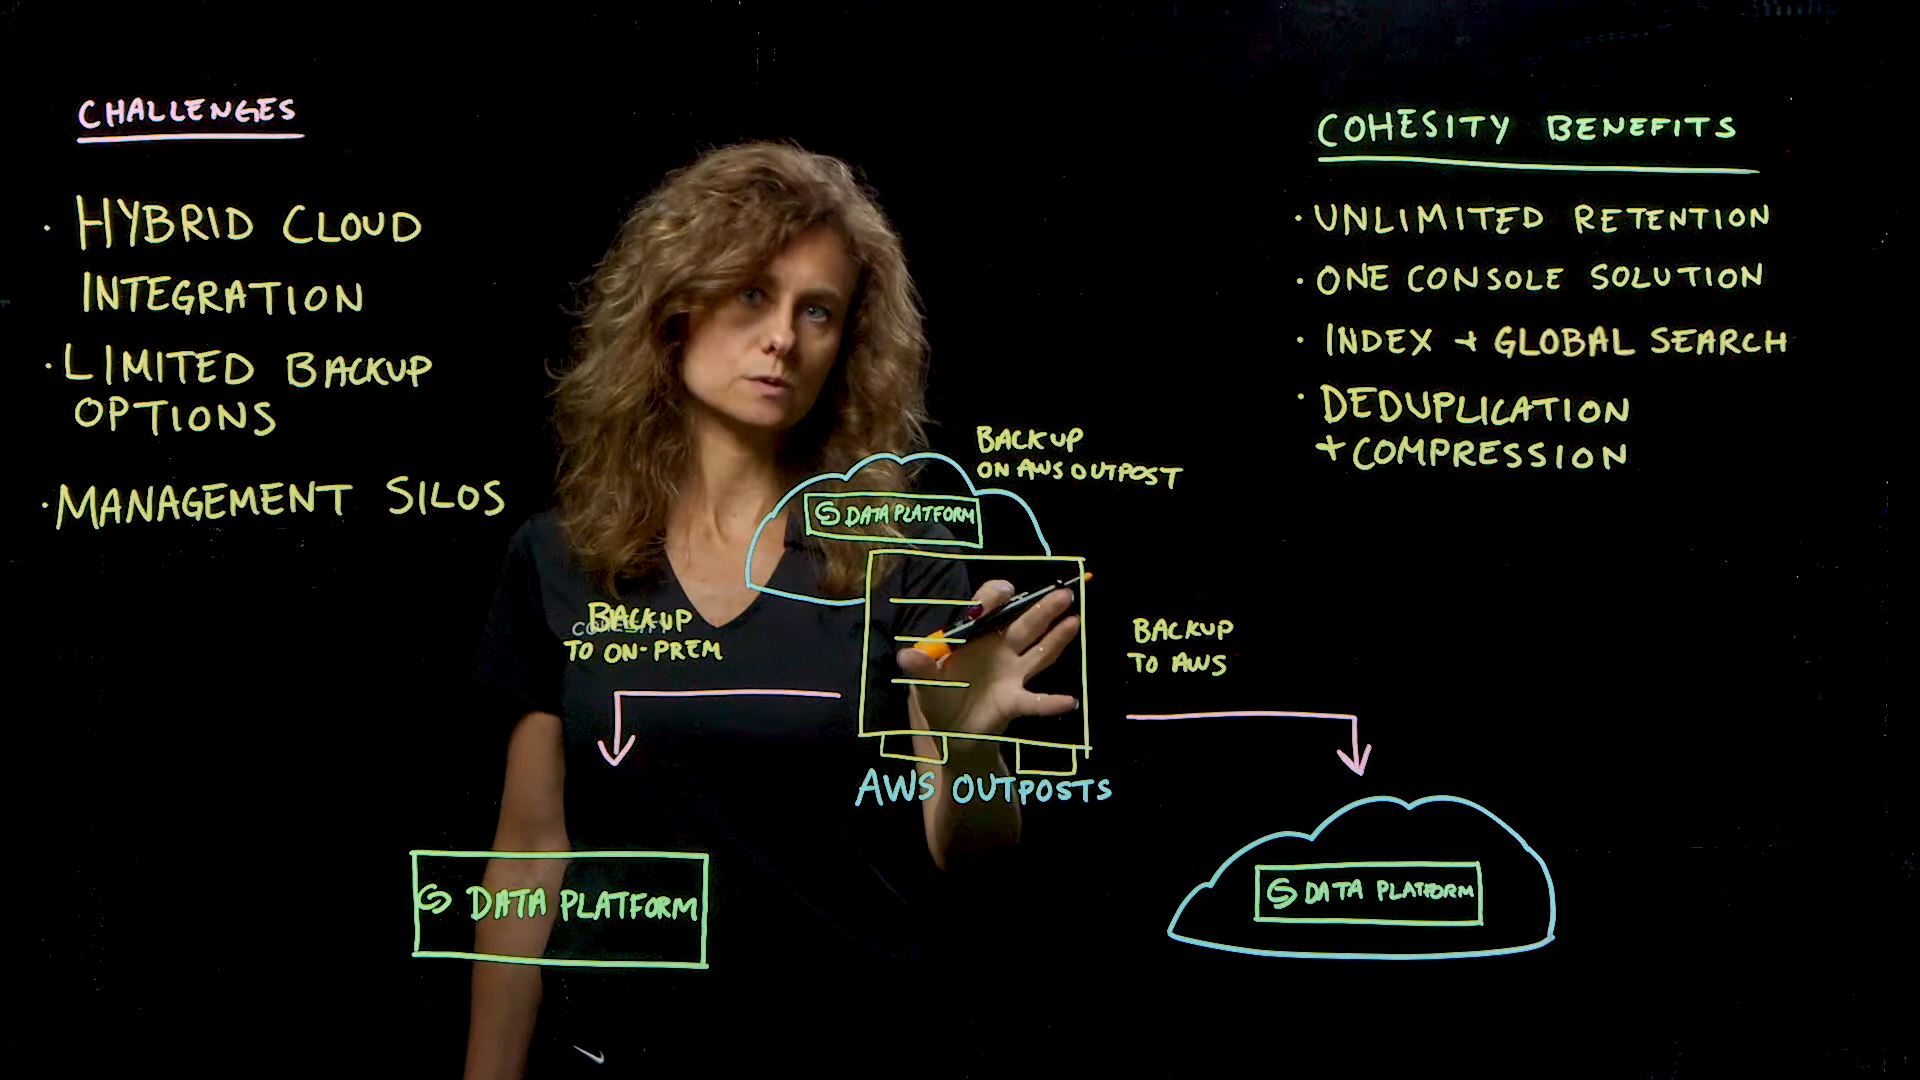 CHALLENGES
· HYBRID CLOUD
INTEGRATION
· LIMITED BACKUP
OPTIONS
· MANAGEMENT SILOS
COHESITY BENEFITS
· UNLIMITED RETENTION
· ONE CONSOLE SOLUTION
· INDEX + GLOBAL SEARCH
· DEDUPLICATION
+ COMPRESSION
BACKUP
ON AWS OUTPOST
DATA PLATFORM
BACKUP
COHESITY
TO ON-PREM
BACKUP
TO AWS
AWS OUTPOSTS
DATA PLATFORM
DATA PLATFORM